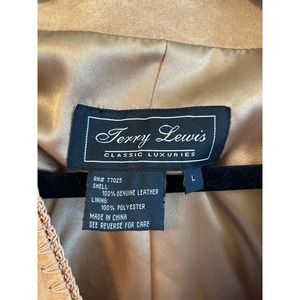 Terry Lewis
CLASSIC LUXURIES
L
RN# 77025
SHELL:
100% GENUINE LEATHER
LINING:
100% POLYESTER
MADE IN CHINA
SEE REVERSE FOR CARE